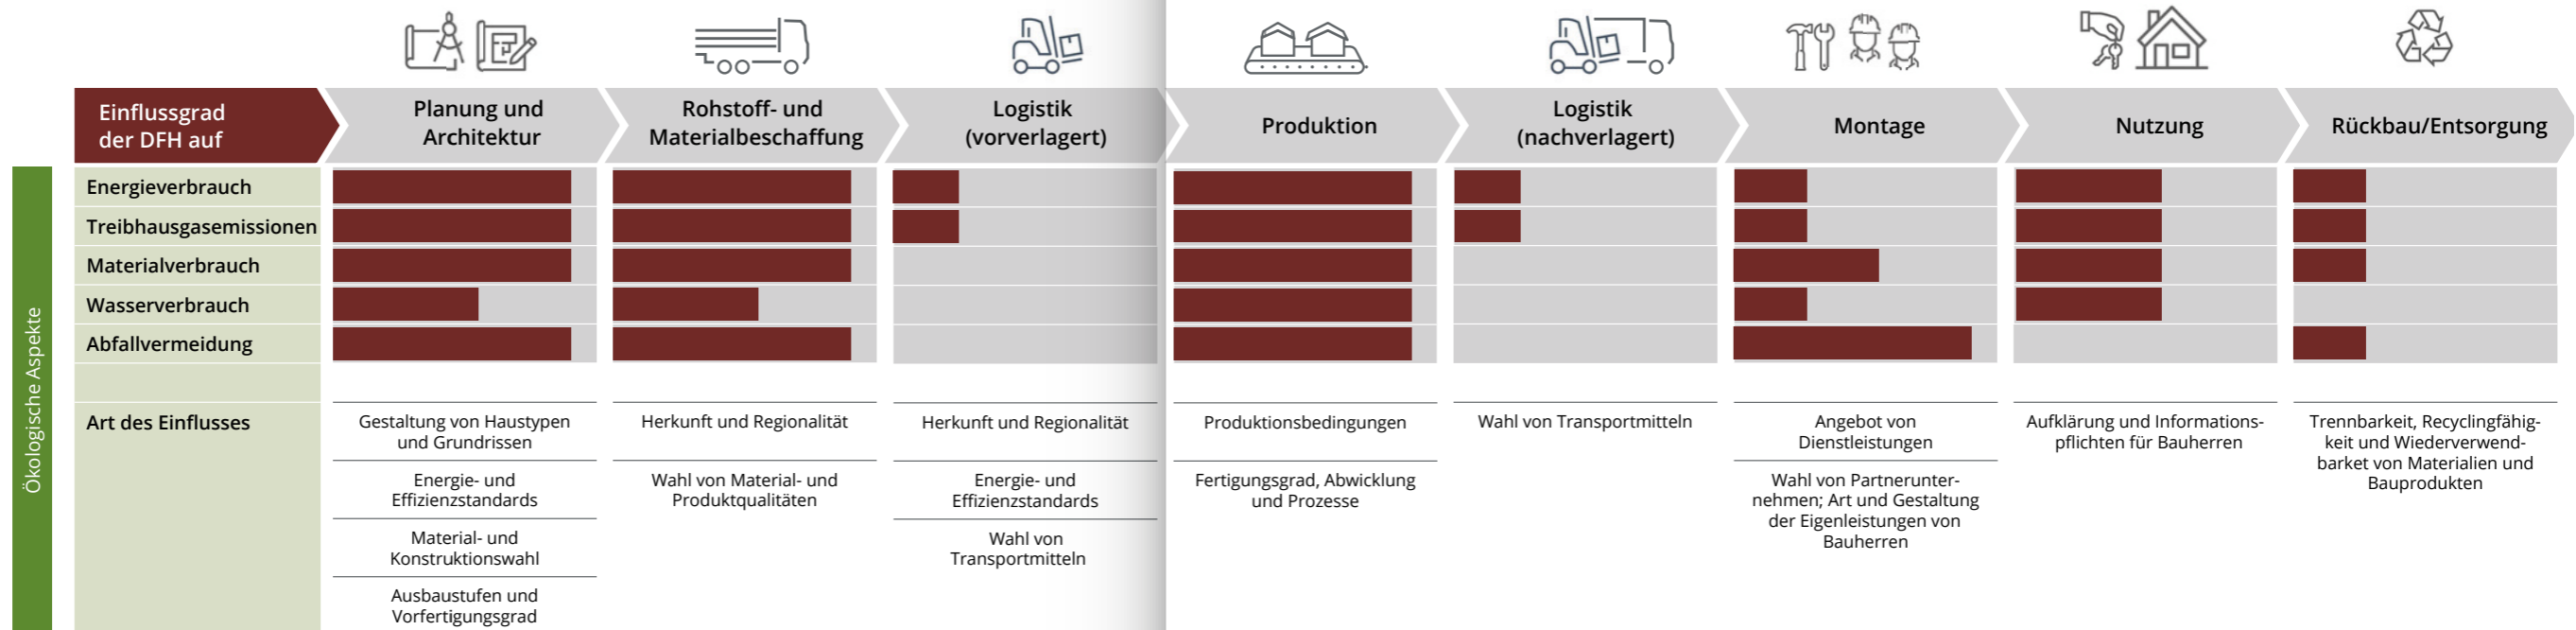 Einflussgrad
der DFH auf
Planung und
Architektur
Rohstoff- und
Materialbeschaffung
Logistik
(vorverlagert)
Produktion
Logistik
(nachverlagert)
Montage
Nutzung
Rückbau/Entsorgung
Ökologische Aspekte
Energieverbrauch
Treibhausgasemissionen
Materialverbrauch
Wasserverbrauch
Abfallvermeidung
Art des Einflusses
Gestaltung von Haustypen
und Grundrissen
Energie- und
Effizienzstandards
Material- und
Konstruktionswahl
Ausbaustufen und
Vorfertigungsgrad
Herkunft und Regionalität
Wahl von Material- und
Produktqualitäten
Herkunft und Regionalität
Energie- und
Effizienzstandards
Wahl von
Transportmitteln
Produktionsbedingungen
Fertigungsgrad, Abwicklung
und Prozesse
Wahl von Transportmitteln
Angebot von
Dienstleistungen
Wahl von Partnerunter-
nehmen; Art und Gestaltung
der Eigenleistungen von
Bauherren
Aufklärung und Informations-
pflichten für Bauherren
Trennbarkeit, Recyclingfähig-
keit und Wiederverwend-
barket von Materialien und
Bauprodukten